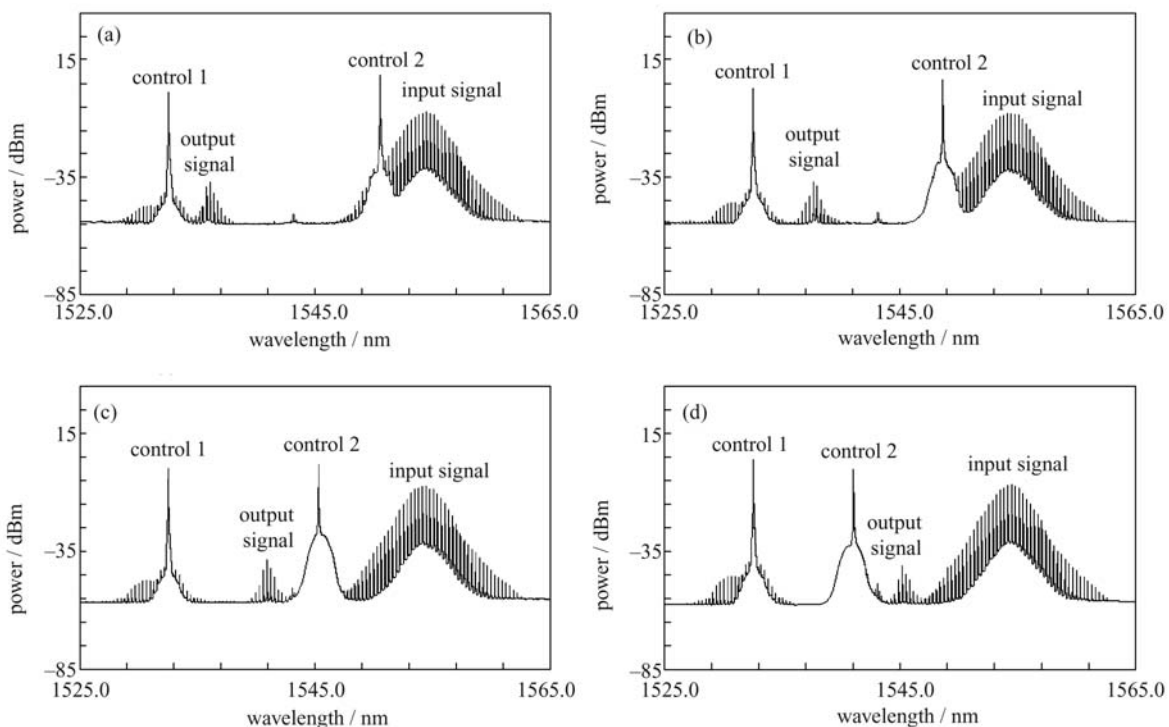 (a)
15
−35
−85
power / dBm
control 1
output
signal
control 2
input signal
1525.0
1545.0
1565.0
wavelength / nm
(b)
15
−35
−85
power / dBm
control 1
output
signal
control 2
input signal
1525.0
1545.0
1565.0
wavelength / nm
(c)
15
−35
−85
power / dBm
control 1
output
signal
control 2
input signal
1525.0
1545.0
1565.0
wavelength / nm
(d)
15
−35
−85
power / dBm
control 1
control 2
output
signal
input signal
1525.0
1545.0
1565.0
wavelength / nm